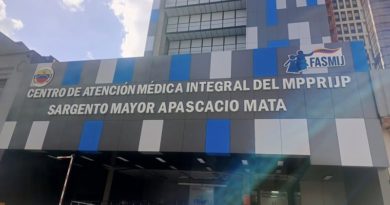 FASMIJ
CENTRO DE ATENCIÓN MÉDICA INTEGRAL DEL MPPRIJP
SARGENTO MAYOR APASCACIO MATA